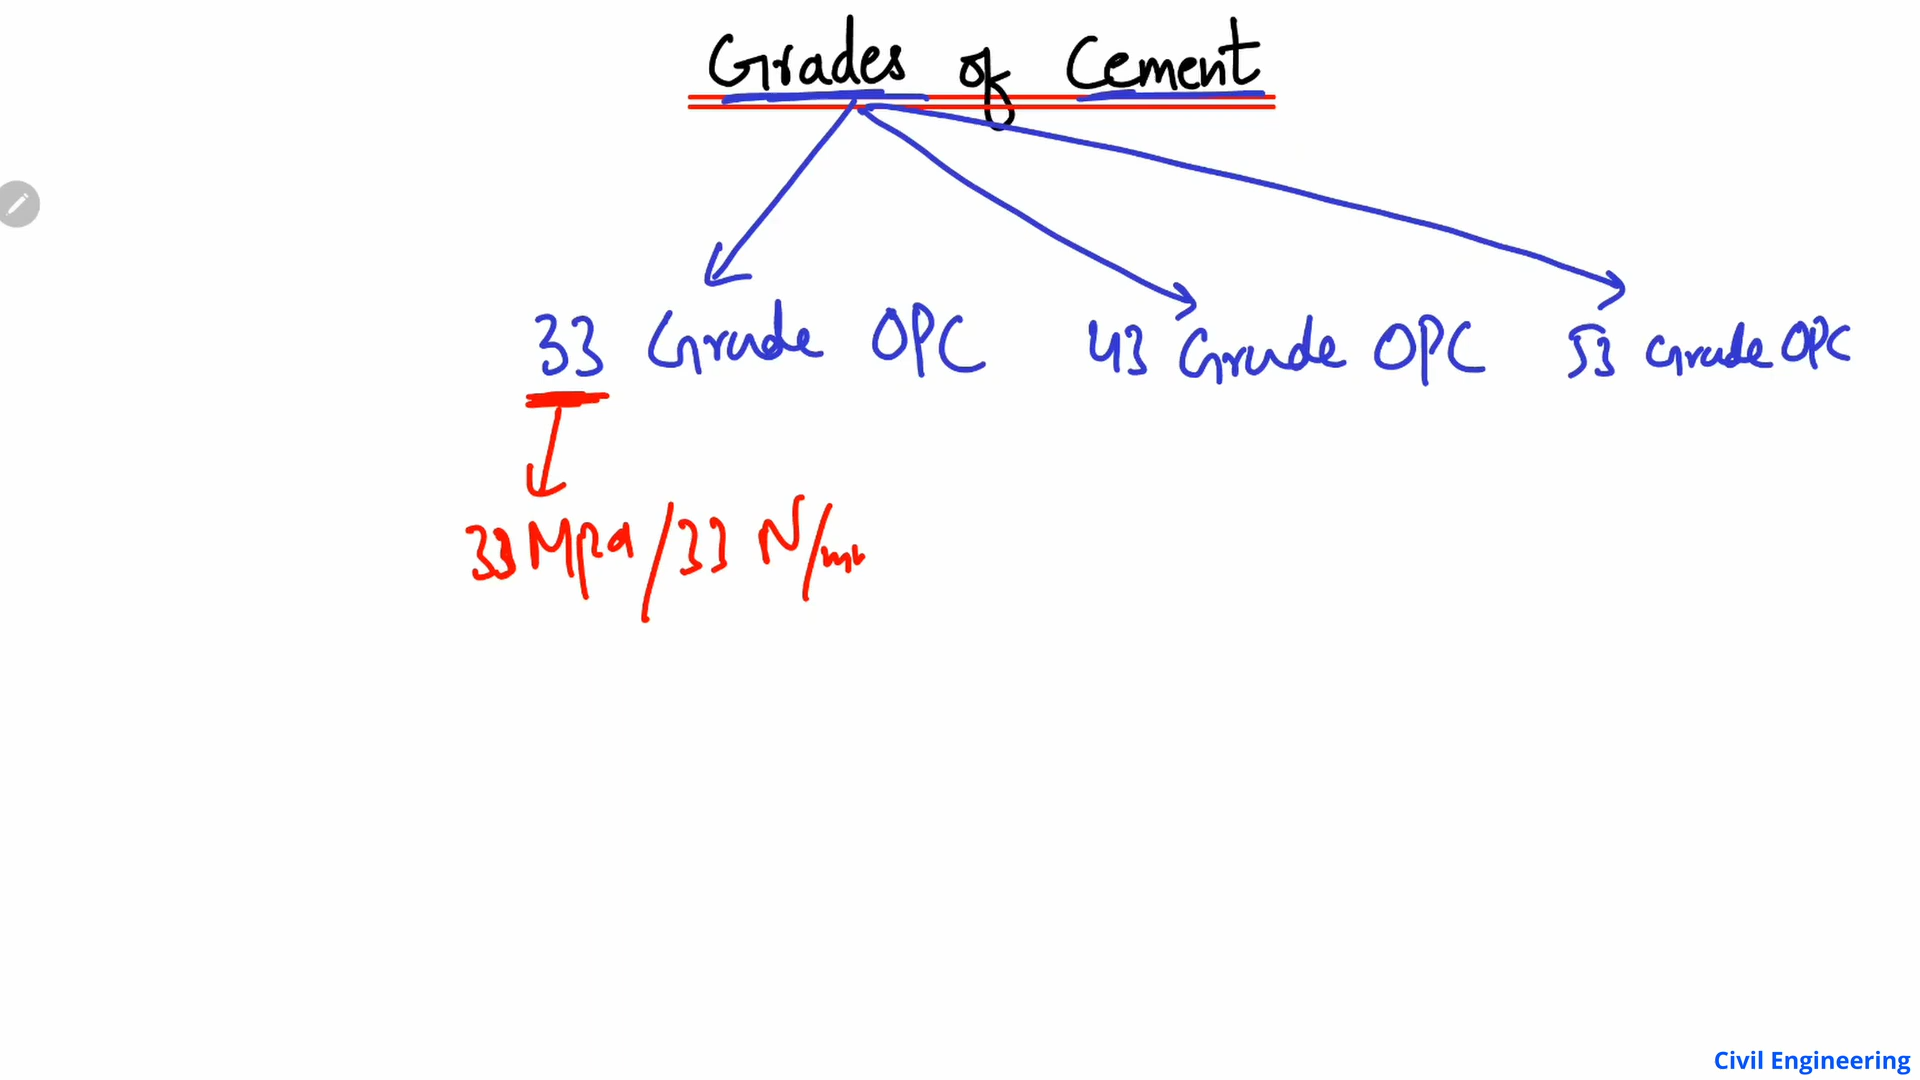 Grades of Cement
33 Grade OPC 43 Grade OPC 53 Grade OPC
33 Mpa/33 N/mm
Civil Engineering